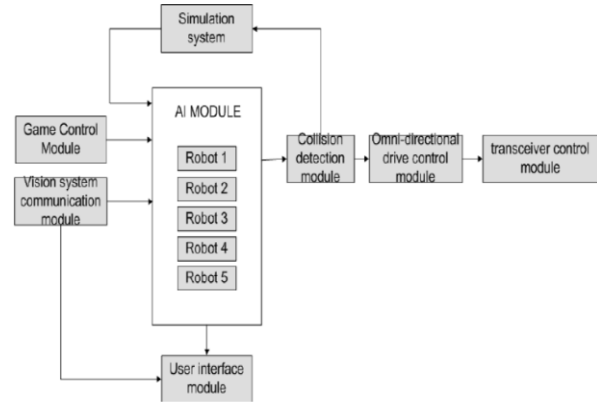 Simulation
system
AI MODULE
Game Control
Module
Robot 1
Collision
detection
module
Omni-directional
drive control
module
transceiver control
module
Vision system
communication
module
Robot 2
Robot 3
Robot 4
Robot 5
User interface
module